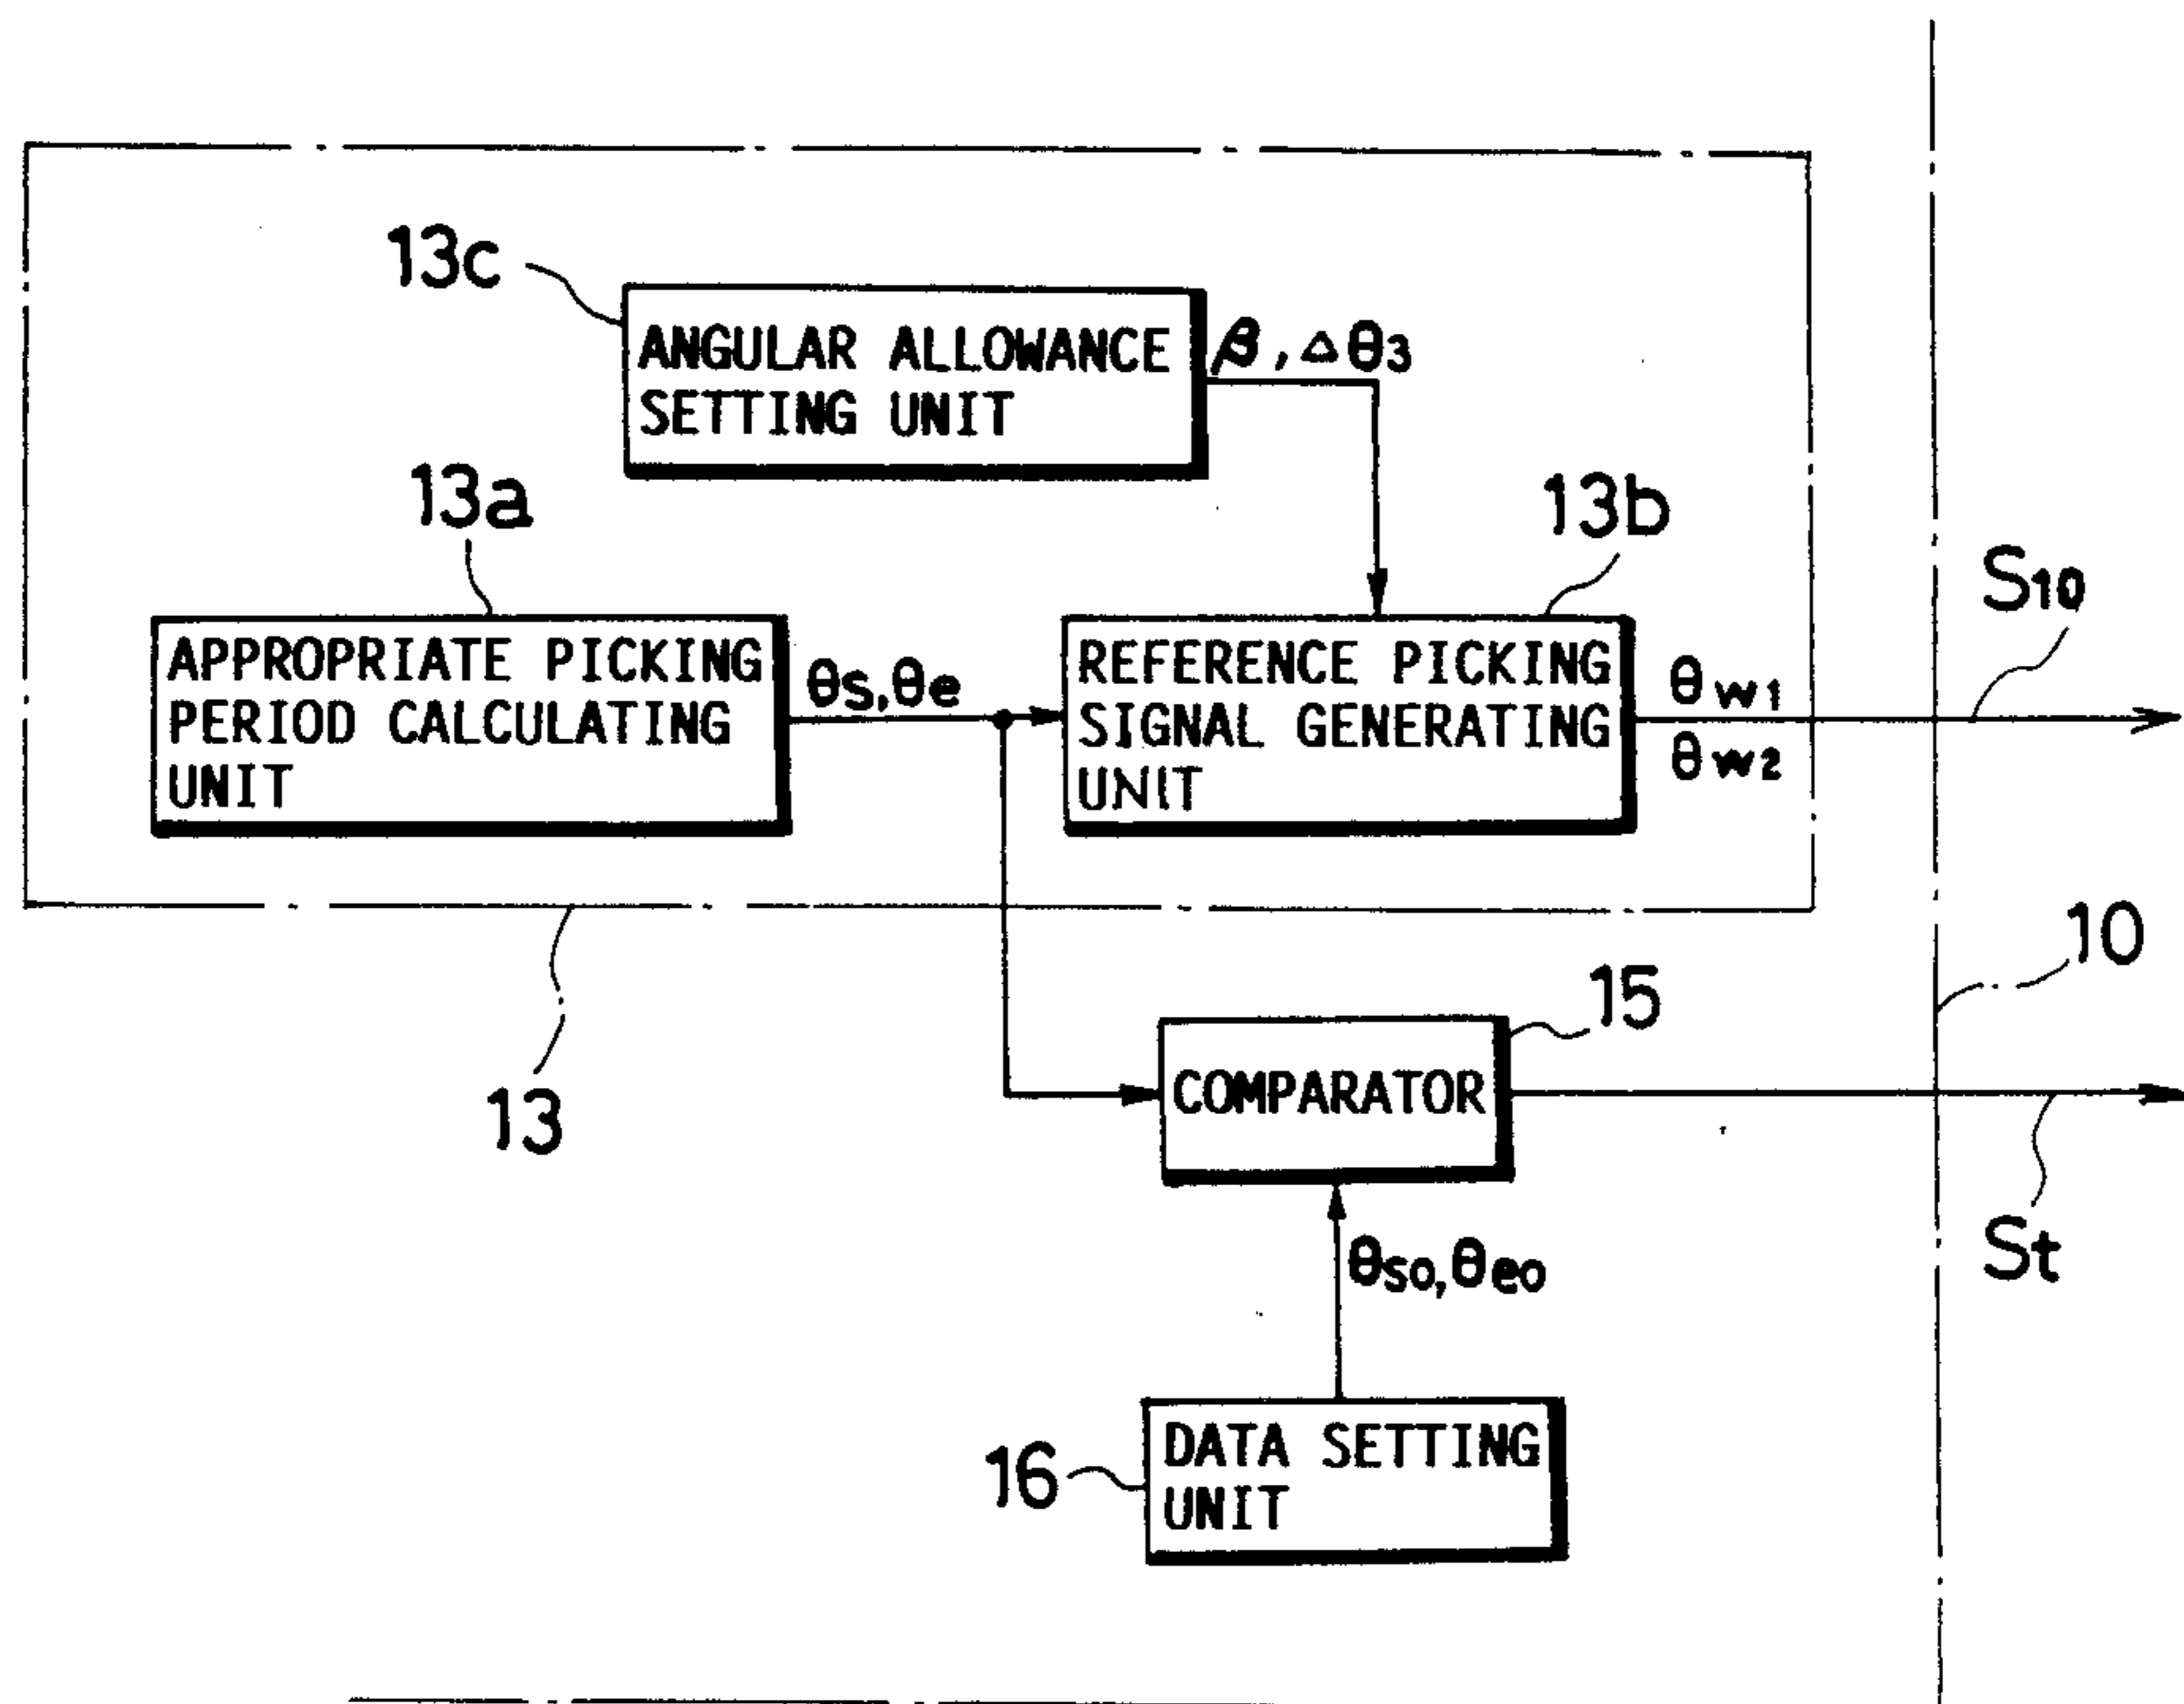 13c
ANGULAR ALLOWANCE
SETTING UNIT
β, Δθ3
13a
13b
APPROPRIATE PICKING
PERIOD CALCULATING
UNIT
θs,θe
REFERENCE PICKING
SIGNAL GENERATING
UNIT
θw1
θw2
S10
13
10
15
COMPARATOR
St
θso,θeo
16
DATA SETTING
UNIT